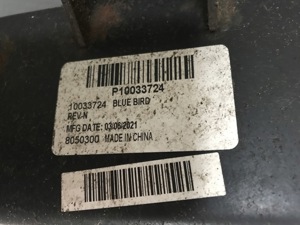 P10033724
10033724 BLUE BIRD
REV-N
MFG DATE: 03/06/2021
8050300 MADE IN CHINA